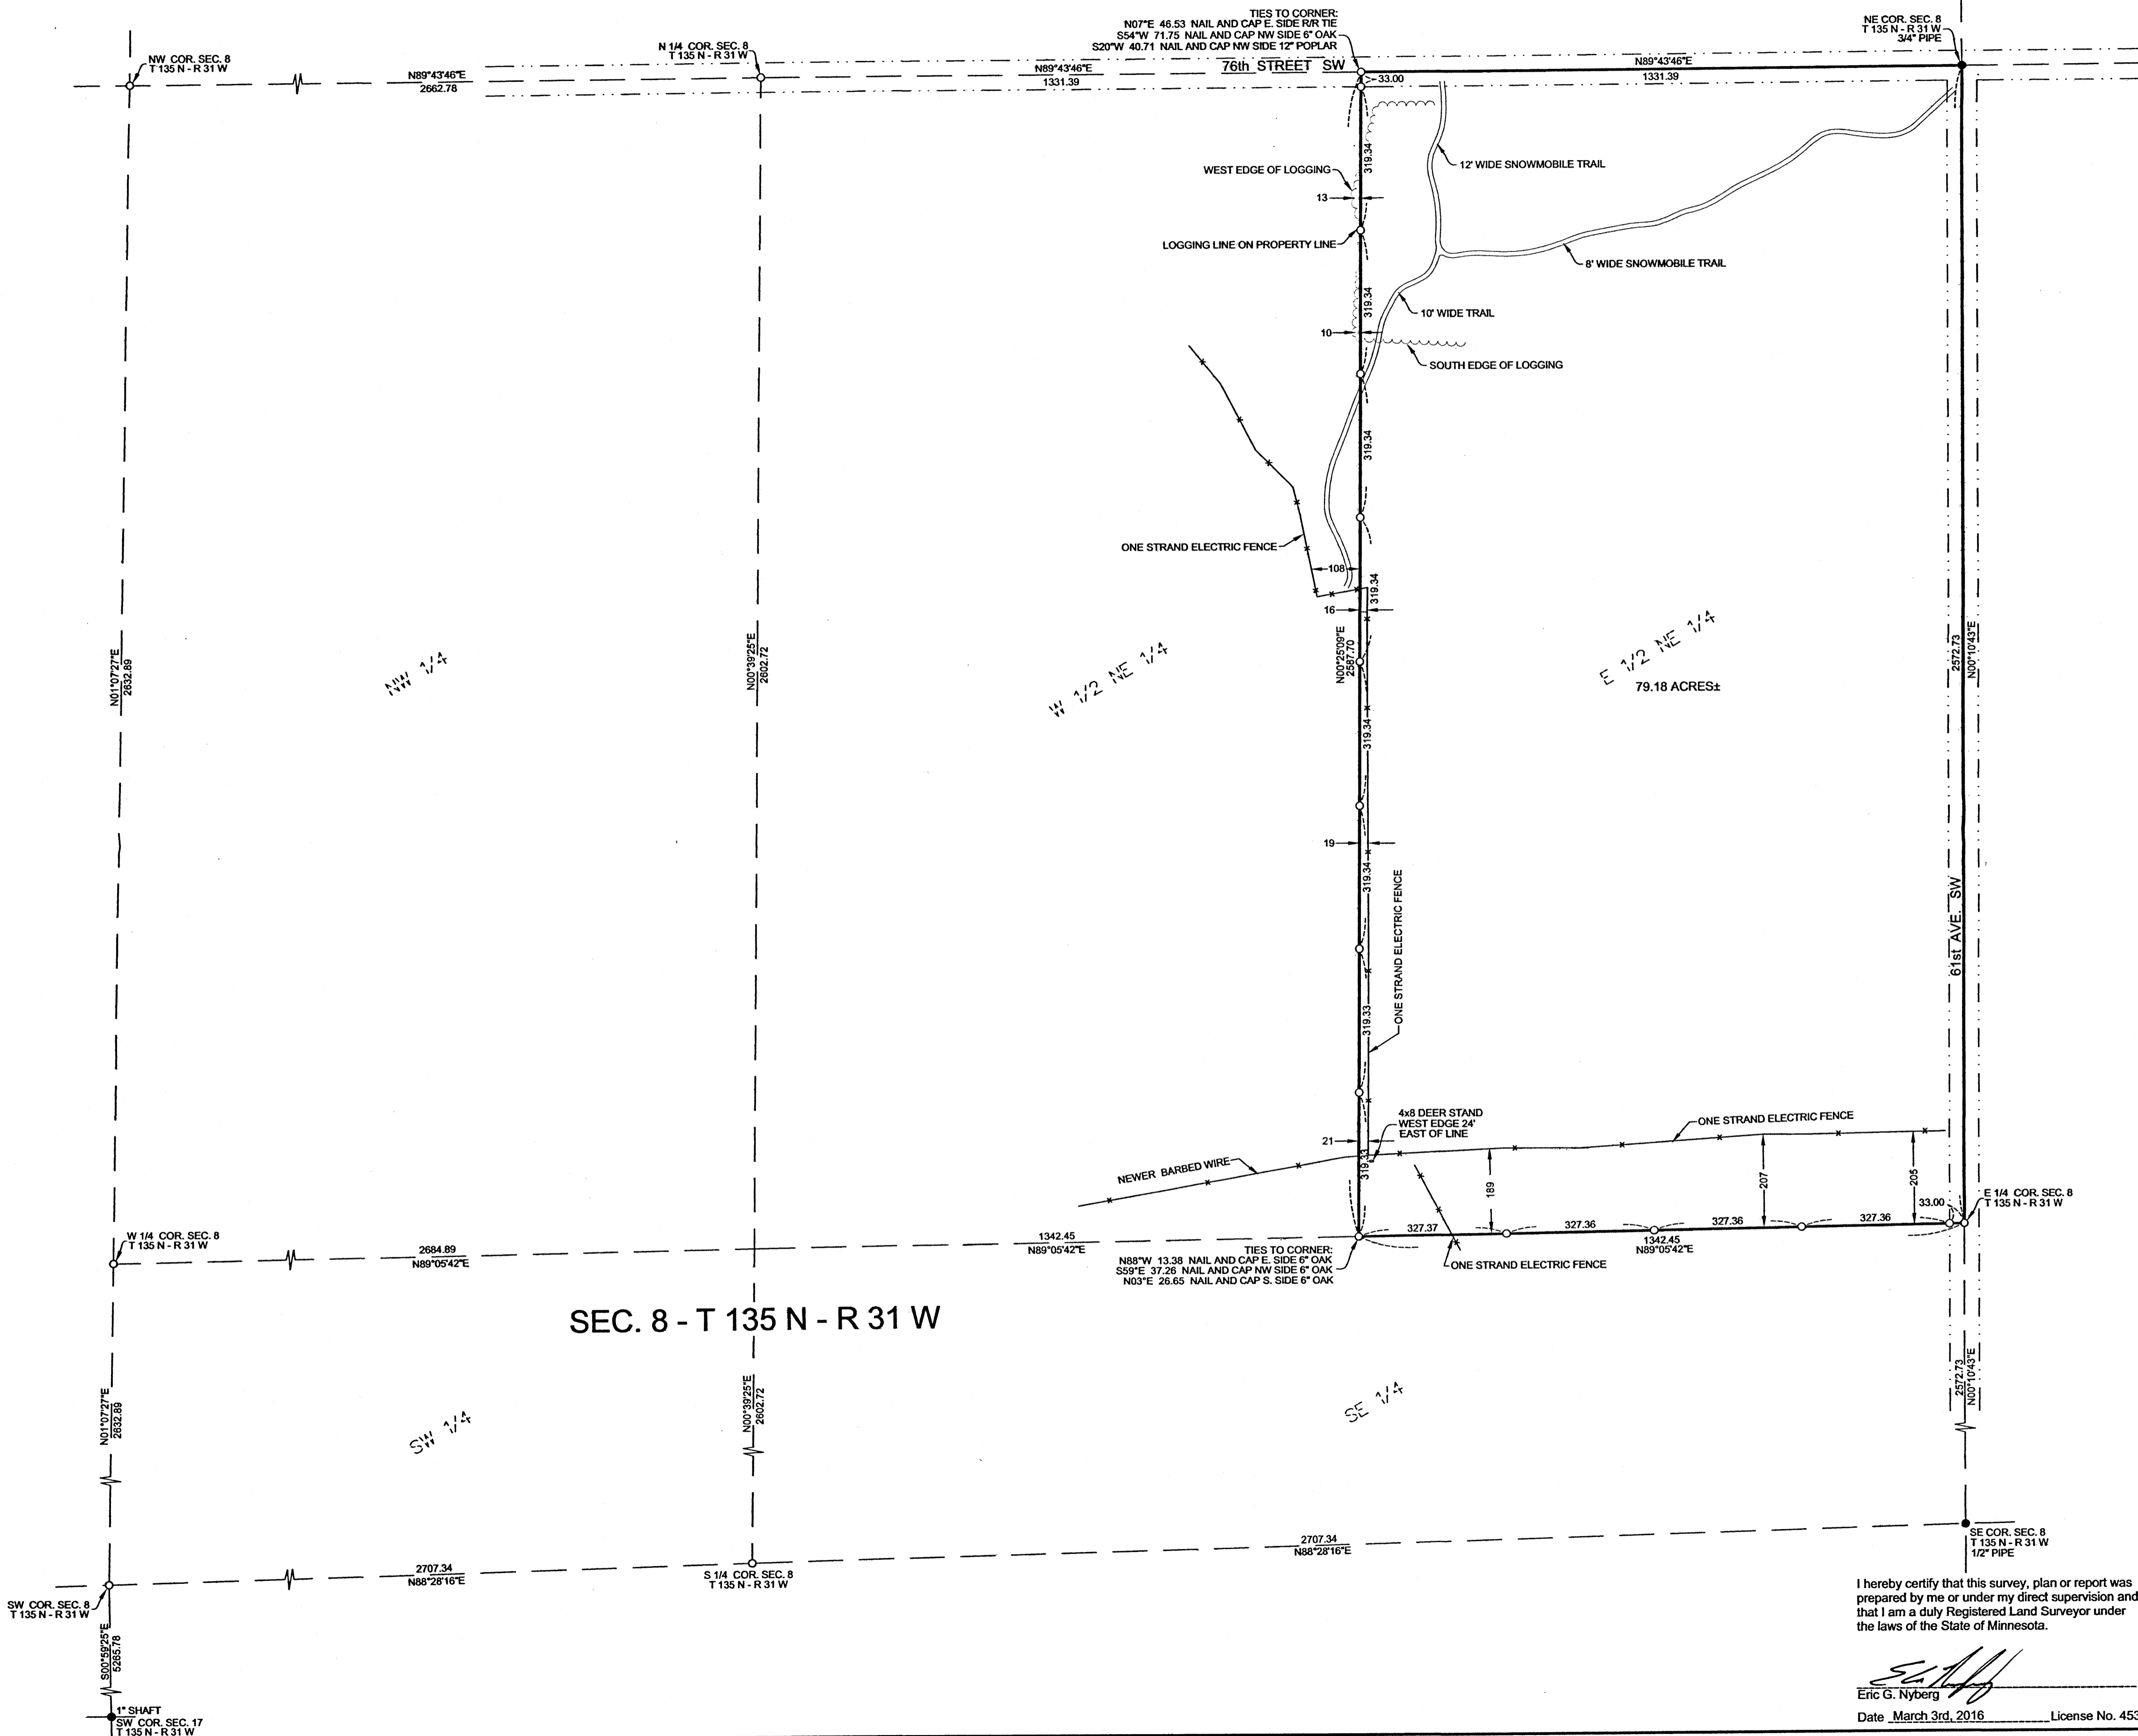 TIES TO CORNER:
N07°E 46.53 NAIL AND CAP E. SIDE R/R TIE
S54°W 71.75 NAIL AND CAP NW SIDE 6" OAK
S20°W 40.71 NAIL AND CAP NW SIDE 12" POPLAR
NE COR. SEC. 8
T 135 N - R 31 W
3/4" PIPE
NW COR. SEC. 8
T 135 N - R 31 W
N 1/4 COR. SEC. 8
T 135 N - R 31 W
N89°43'46"E
2662.78
N89°43'46"E
1331.39
76th STREET SW
33.00
N89°43'46"E
1331.39
319.34
12' WIDE SNOWMOBILE TRAIL
WEST EDGE OF LOGGING
13
LOGGING LINE ON PROPERTY LINE
8' WIDE SNOWMOBILE TRAIL
319.34
10' WIDE TRAIL
10
SOUTH EDGE OF LOGGING
319.34
ONE STRAND ELECTRIC FENCE
108
319.34
16
N01°07'27"E
2632.89
NW 1/4
N00°39'25"E
2602.72
W 1/2 NE 1/4
N00°25'09"E
2587.70
E 1/2 NE 1/4
79.18 ACRES±
2572.73
N00°10'43"E
319.34
19
319.34
ONE STRAND ELECTRIC FENCE
61st AVE. SW
319.33
4x8 DEER STAND
WEST EDGE 24'
EAST OF LINE
ONE STRAND ELECTRIC FENCE
21
319.33
NEWER BARBED WIRE
189
207
205
33.00
E 1/4 COR. SEC. 8
T 135 N - R 31 W
327.37
327.36
327.36
327.36
1342.45
N89°05'42"E
W 1/4 COR. SEC. 8
T 135 N - R 31 W
2684.89
N89°05'42"E
1342.45
N89°05'42"E
TIES TO CORNER:
N88°W 13.38 NAIL AND CAP E. SIDE 6" OAK
S59°E 37.26 NAIL AND CAP NW SIDE 6" OAK
N03°E 26.65 NAIL AND CAP S. SIDE 6" OAK
ONE STRAND ELECTRIC FENCE
SEC. 8 - T 135 N - R 31 W
N01°07'27"E
2632.89
SW 1/4
N00°39'25"E
2602.72
SE 1/4
2572.73
N00°10'43"E
SE COR. SEC. 8
T 135 N - R 31 W
1/2" PIPE
2707.34
N88°28'16"E
2707.34
N88°28'16"E
S 1/4 COR. SEC. 8
T 135 N - R 31 W
SW COR. SEC. 8
T 135 N - R 31 W
S00°59'25"E
5265.78
1" SHAFT
SW COR. SEC. 17
T 135 N - R 31 W
I hereby certify that this survey, plan or report was
prepared by me or under my direct supervision and
that I am a duly Registered Land Surveyor under
the laws of the State of Minnesota.
Eric G. Nyberg
Date March 3rd, 2016 License No. 453